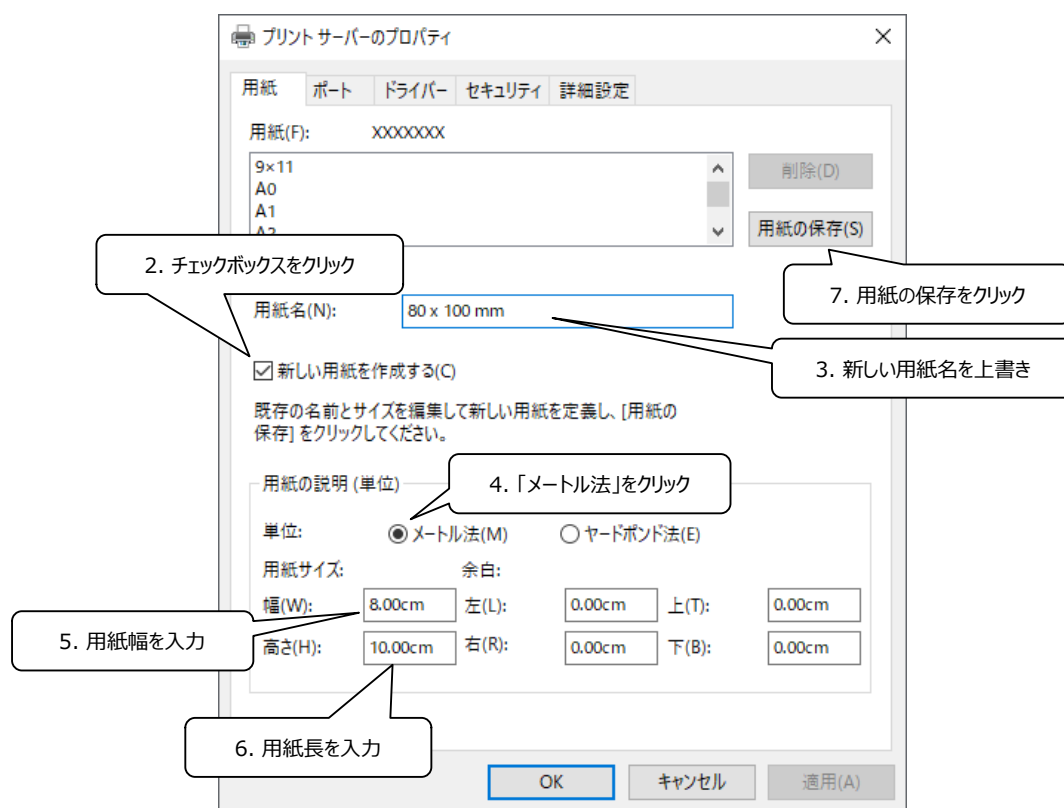 プリント サーバーのプロパティ
用紙 ポート ドライバー セキュリティ 詳細設定
用紙(F): XXXXXXX
9×11
A0
A1
A2
削除(D)
用紙の保存(S)
2. チェックボックスをクリック
7. 用紙の保存をクリック
用紙名(N): 80 x 100 mm
3. 新しい用紙名を上書き
新しい用紙を作成する(C)
既存の名前とサイズを編集して新しい用紙を定義し、[用紙の
保存] をクリックしてください。
用紙の説明 (単位)
4. 「メートル法」をクリック
単位: メートル法(M) ヤードポンド法(E)
用紙サイズ: 余白:
幅(W): 8.00cm 左(L): 0.00cm 上(T): 0.00cm
5. 用紙幅を入力
高さ(H): 10.00cm 右(R): 0.00cm 下(B): 0.00cm
6. 用紙長を入力
OK キャンセル 適用(A)